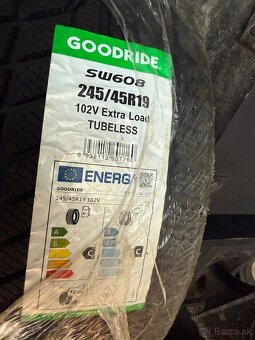 GOODRIDE
SW608
245/45R19
102V Extra Load
TUBELESS
ENERG
GOODRIDE
245/45R19 102V
A
B
C
D
E
A
B
C
D
E
C
C
Bazos.sk